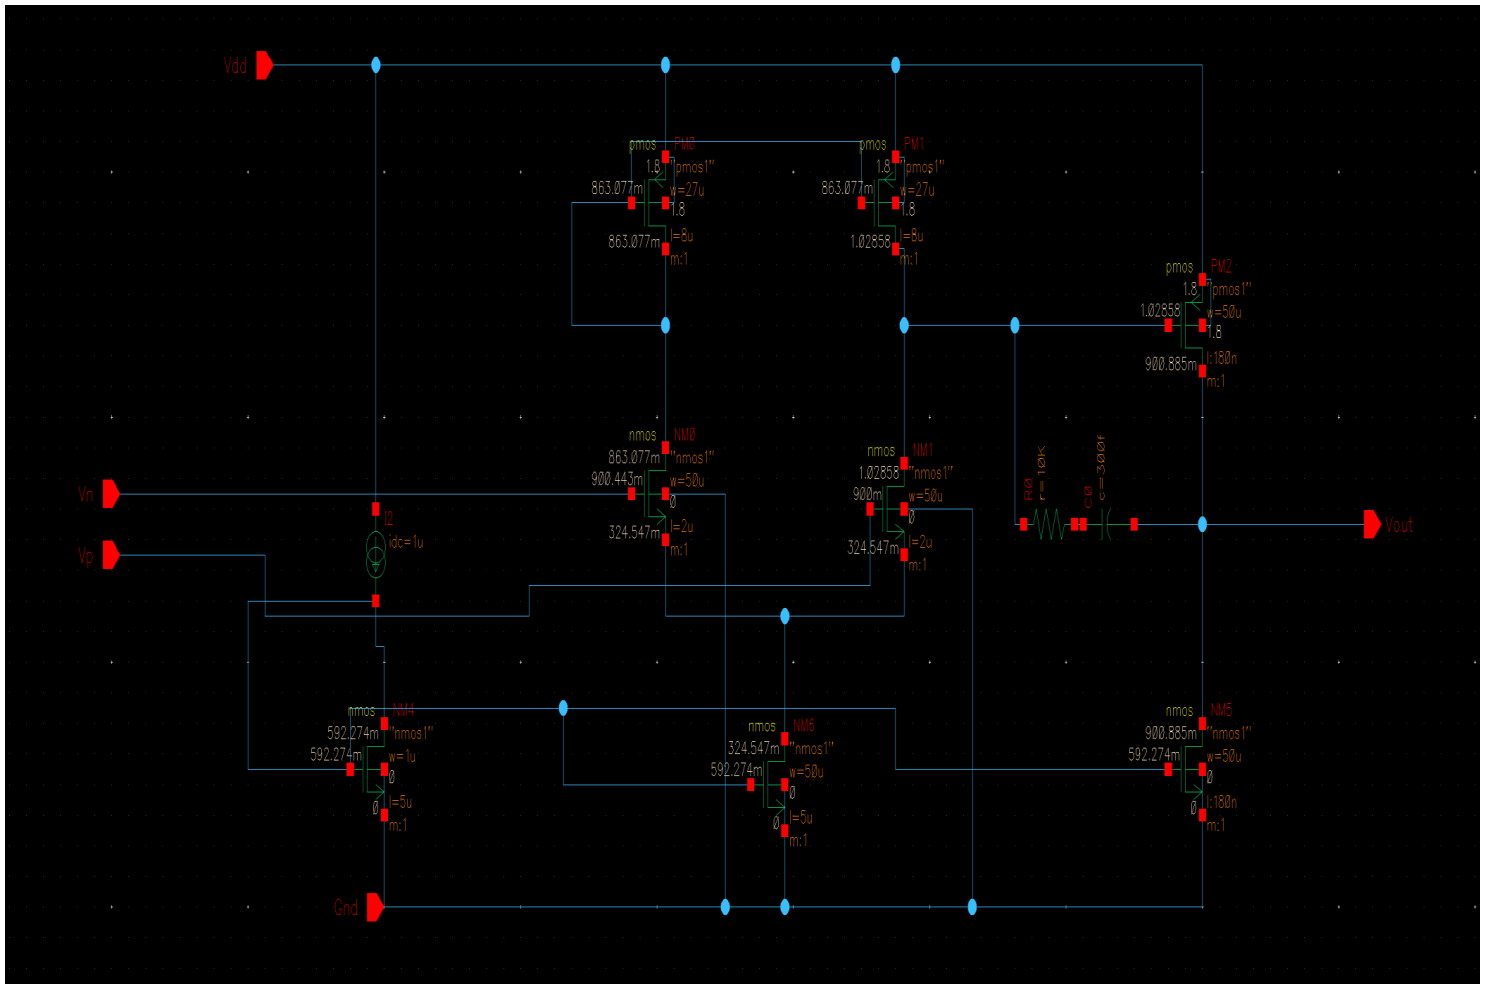 Vdd
pmos PM0
1.8 "pmos1"
863.077m w=27u
1.8
863.077m l=8u
m:1
pmos PM1
1.8 "pmos1"
863.077m w=27u
1.8
1.02858 l=8u
m:1
pmos PM2
1.8 "pmos1"
1.02858 w=50u
1.8
900.885m l:180n
m:1
nmos NM0
863.077m "nmos1"
900.443m w=50u
0
324.547m l=2u
m:1
nmos NM1
1.02858 "nmos1"
900m w=50u
0
324.547m l=2u
m:1
R0
r=10K
C0
c=300f
Vn
Vp
I2
idc=1u
Vout
nmos NM4
592.274m "nmos1"
592.274m w=1u
0
0 l=5u
m:1
nmos NM6
324.547m "nmos1"
592.274m w=50u
0
0 l=5u
m:1
nmos NM5
900.885m "nmos1"
592.274m w=50u
0
0 l:180n
m:1
Gnd